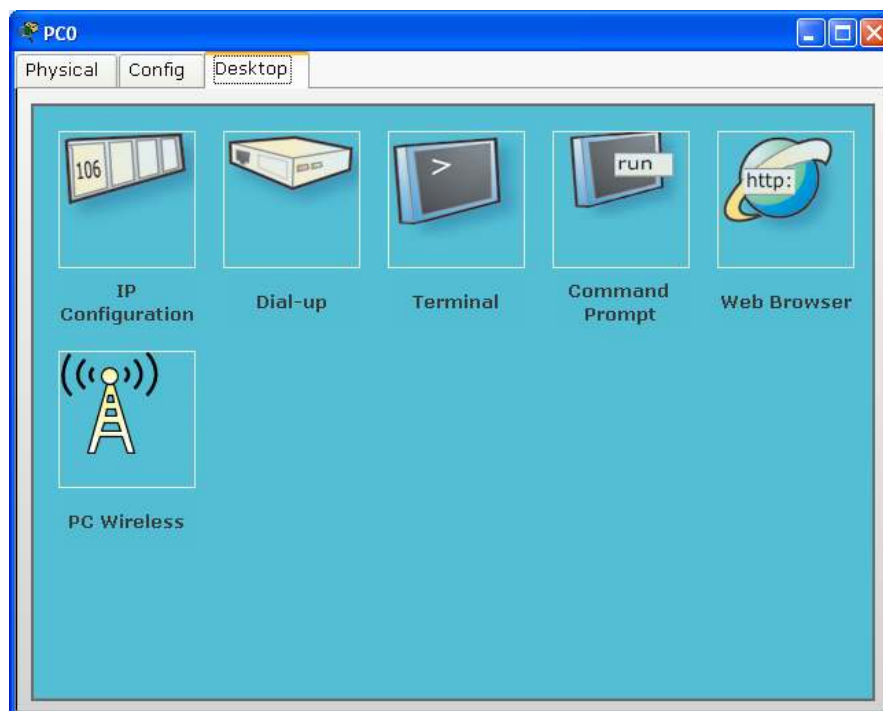 PC0
Physical
Config
Desktop
106
>
run
http:
IP
Configuration
Dial-up
Terminal
Command
Prompt
Web Browser
PC Wireless